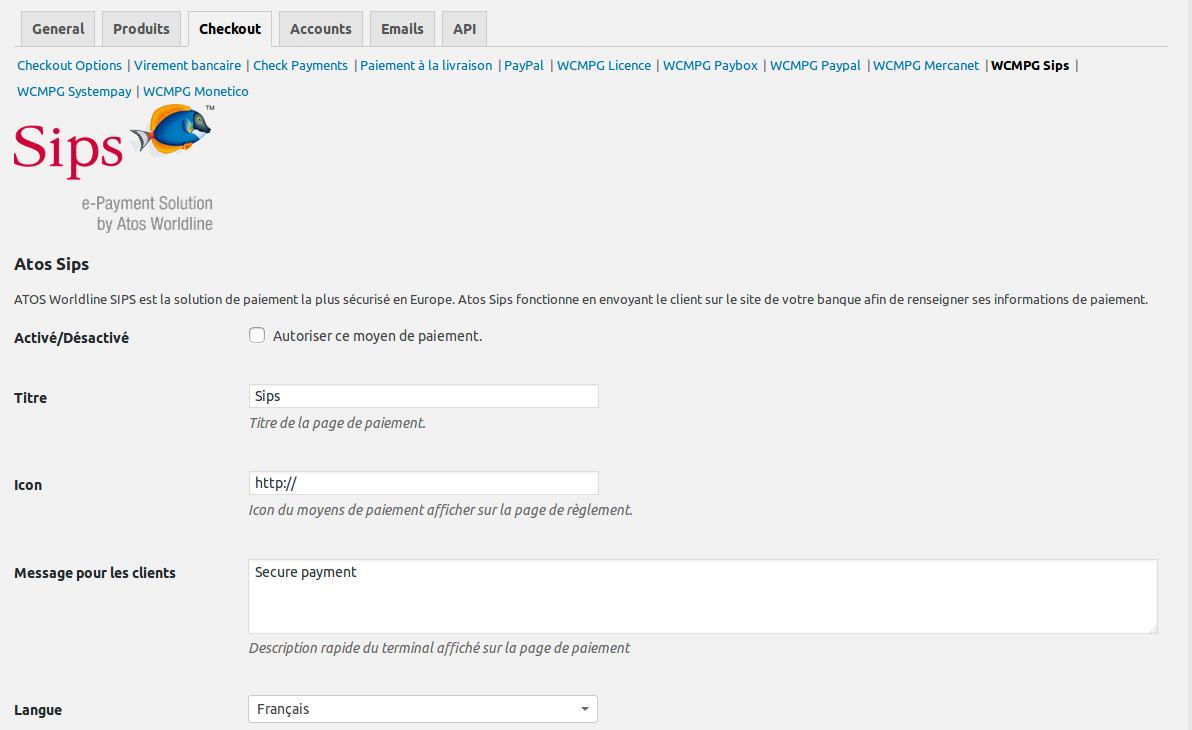 General Produits Checkout Accounts Emails API
Checkout Options | Virement bancaire | Check Payments | Paiement à la livraison | PayPal | WCMPG Licence | WCMPG Paybox | WCMPG Paypal | WCMPG Mercanet | WCMPG Sips |
WCMPG Systempay | WCMPG Monetico
Sips TM
e-Payment Solution
by Atos Worldline
Atos Sips
ATOS Worldline SIPS est la solution de paiement la plus sécurisé en Europe. Atos Sips fonctionne en envoyant le client sur le site de votre banque afin de renseigner ses informations de paiement.
Activé/Désactivé Autoriser ce moyen de paiement.
Titre Sips
Titre de la page de paiement.
Icon http://
Icon du moyens de paiement afficher sur la page de règlement.
Message pour les clients Secure payment
Description rapide du terminal affiché sur la page de paiement
Langue Français